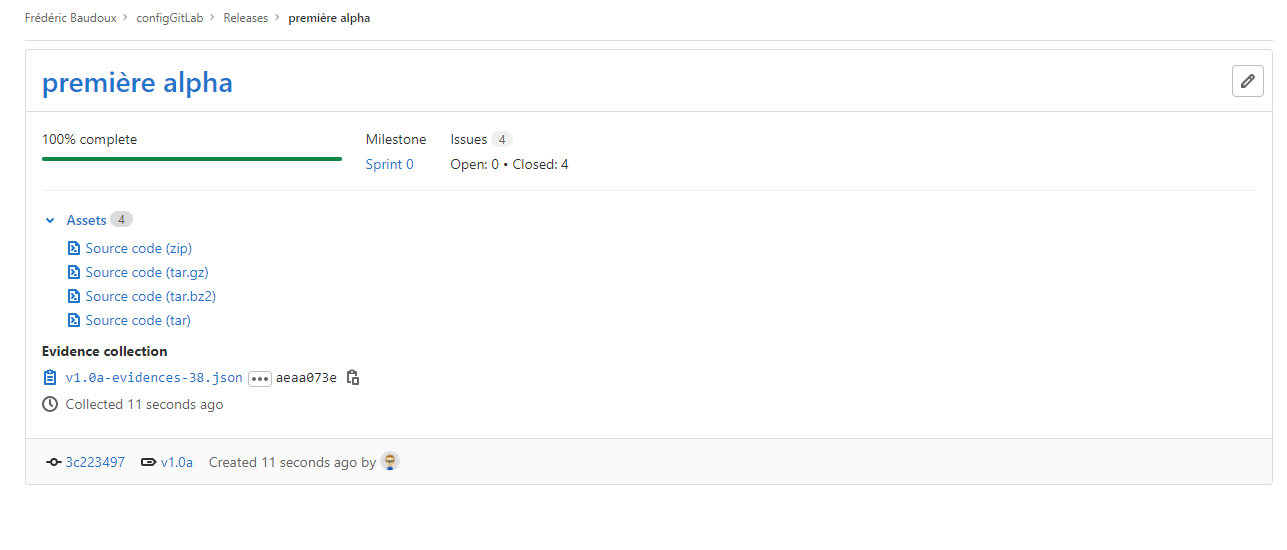 Frédéric Baudoux > configGitLab > Releases > première alpha
première alpha
100% complete
Milestone
Sprint 0
Issues 4
Open: 0 • Closed: 4
Assets 4
Source code (zip)
Source code (tar.gz)
Source code (tar.bz2)
Source code (tar)
Evidence collection
v1.0a-evidences-38.json ••• aeaa073e
Collected 11 seconds ago
3c223497 v1.0a Created 11 seconds ago by